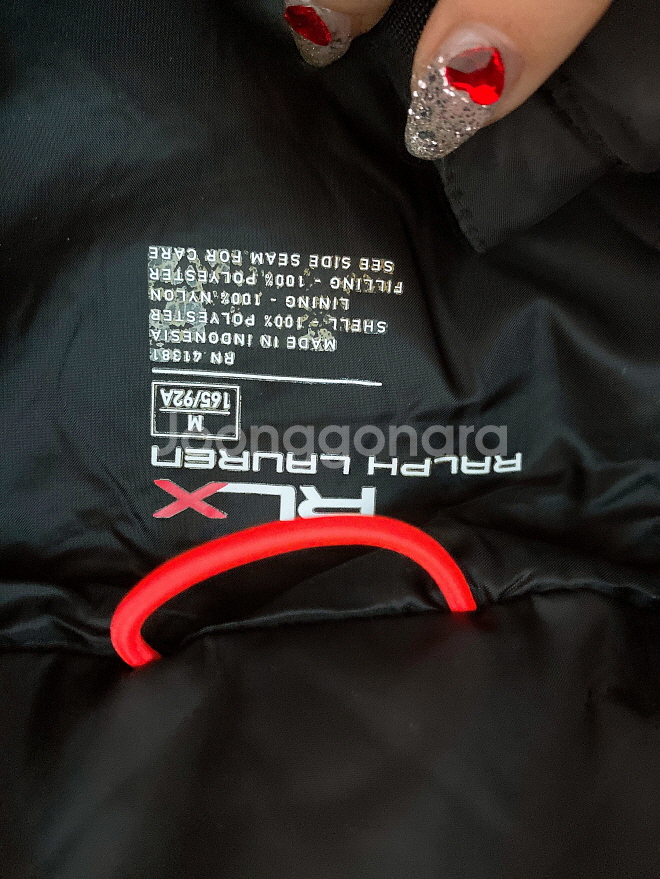 RLX
RALPH LAUREN
M
165/92A
RN 41381
MADE IN INDONESIA
SHELL - 100% POLYESTER
LINING - 100% NYLON
FILLING - 100% POLYESTER
SEE SIDE SEAM FOR CARE
Joonggonara